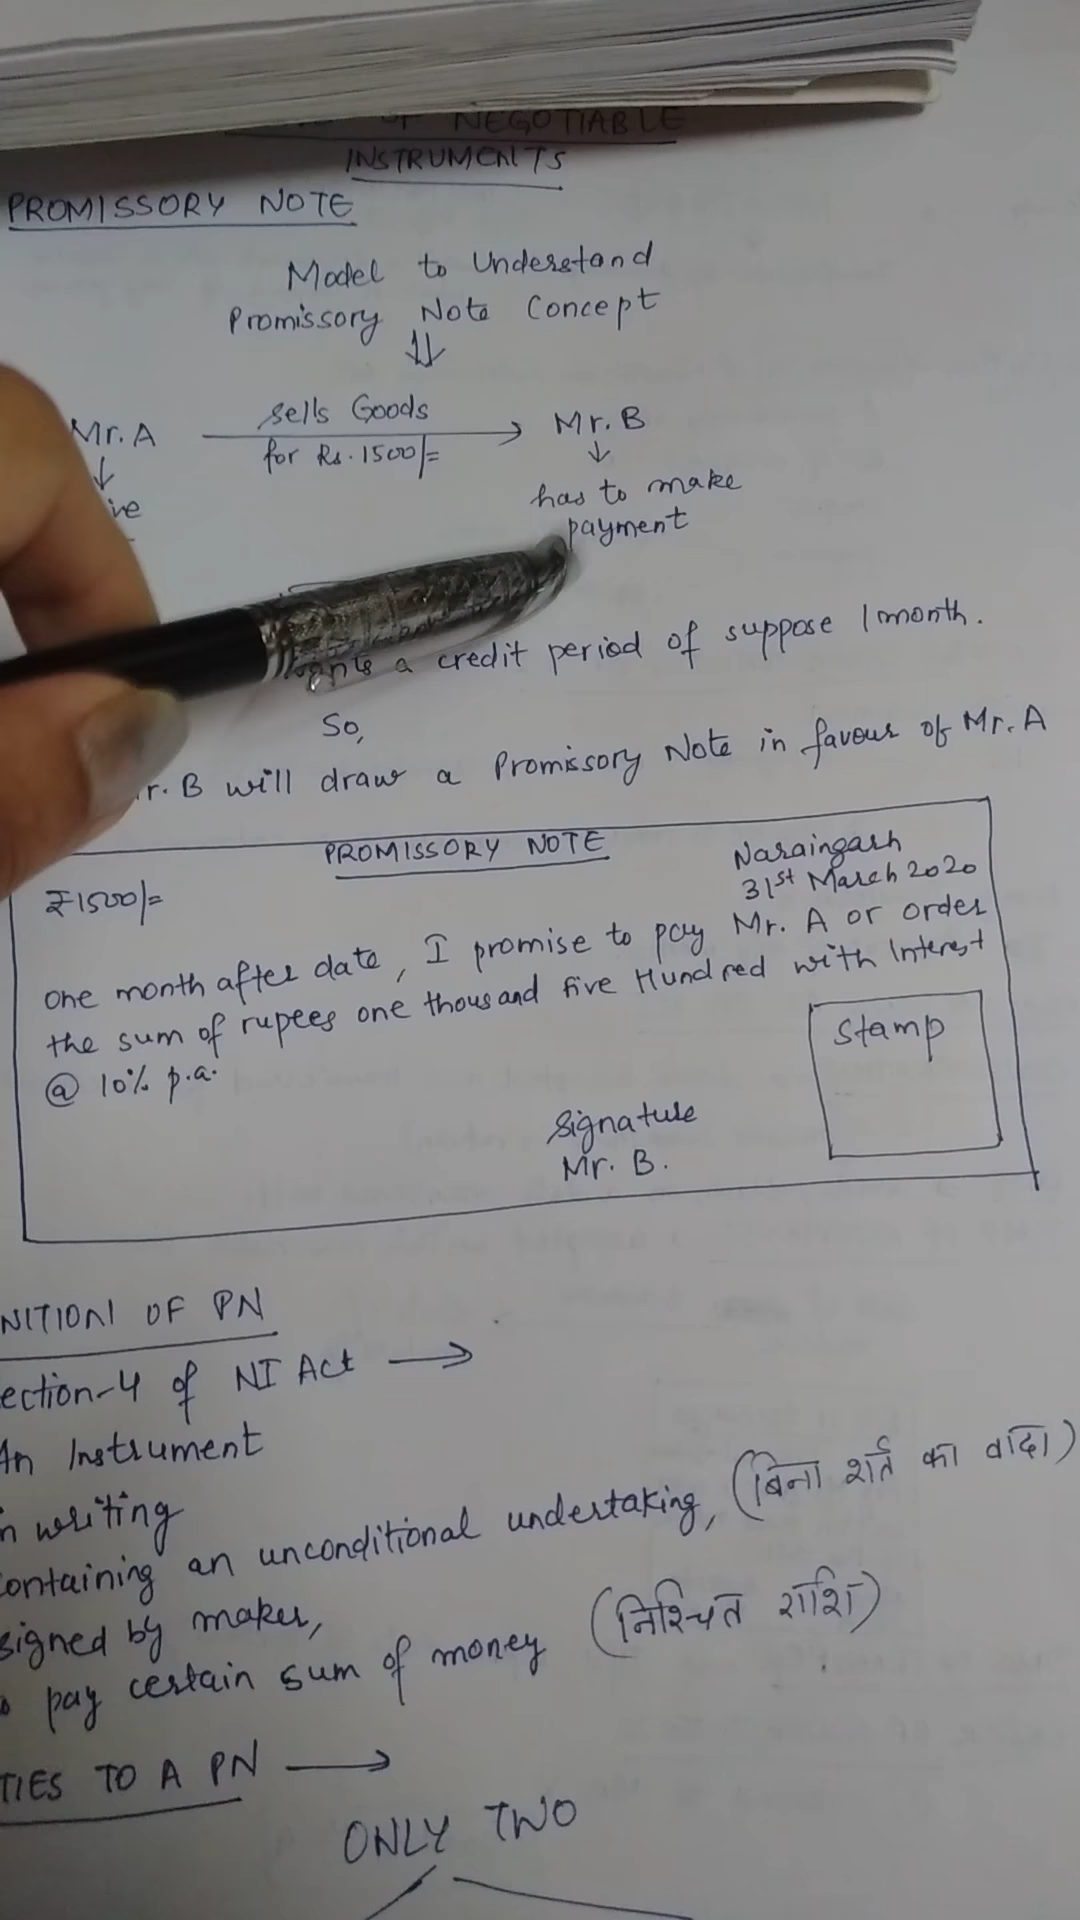 OF NEGOTIABLE
INSTRUMENTS
PROMISSORY NOTE
Model to Understand
Promissory Note Concept
Mr. A sells Goods for Rs. 1500/= Mr. B
has to make
payment
a credit period of suppose 1 month.
So,
r. B will draw a Promissory Note in favour of Mr. A
PROMISSORY NOTE
Naraingarh
₹1500/=
31st March 2020
one month after date, I promise to pay Mr. A or order
the sum of rupees one thousand five Hundred with Interest
@ 10% p.a.
Stamp
Signature
Mr. B.
NITION OF PN
ection-4 of NI Act
An Instrument
n writing
containing an unconditional undertaking, (बिना शर्त का वादा)
signed by maker,
pay certain sum of money (निश्चित राशि)
TIES TO A PN
ONLY TWO